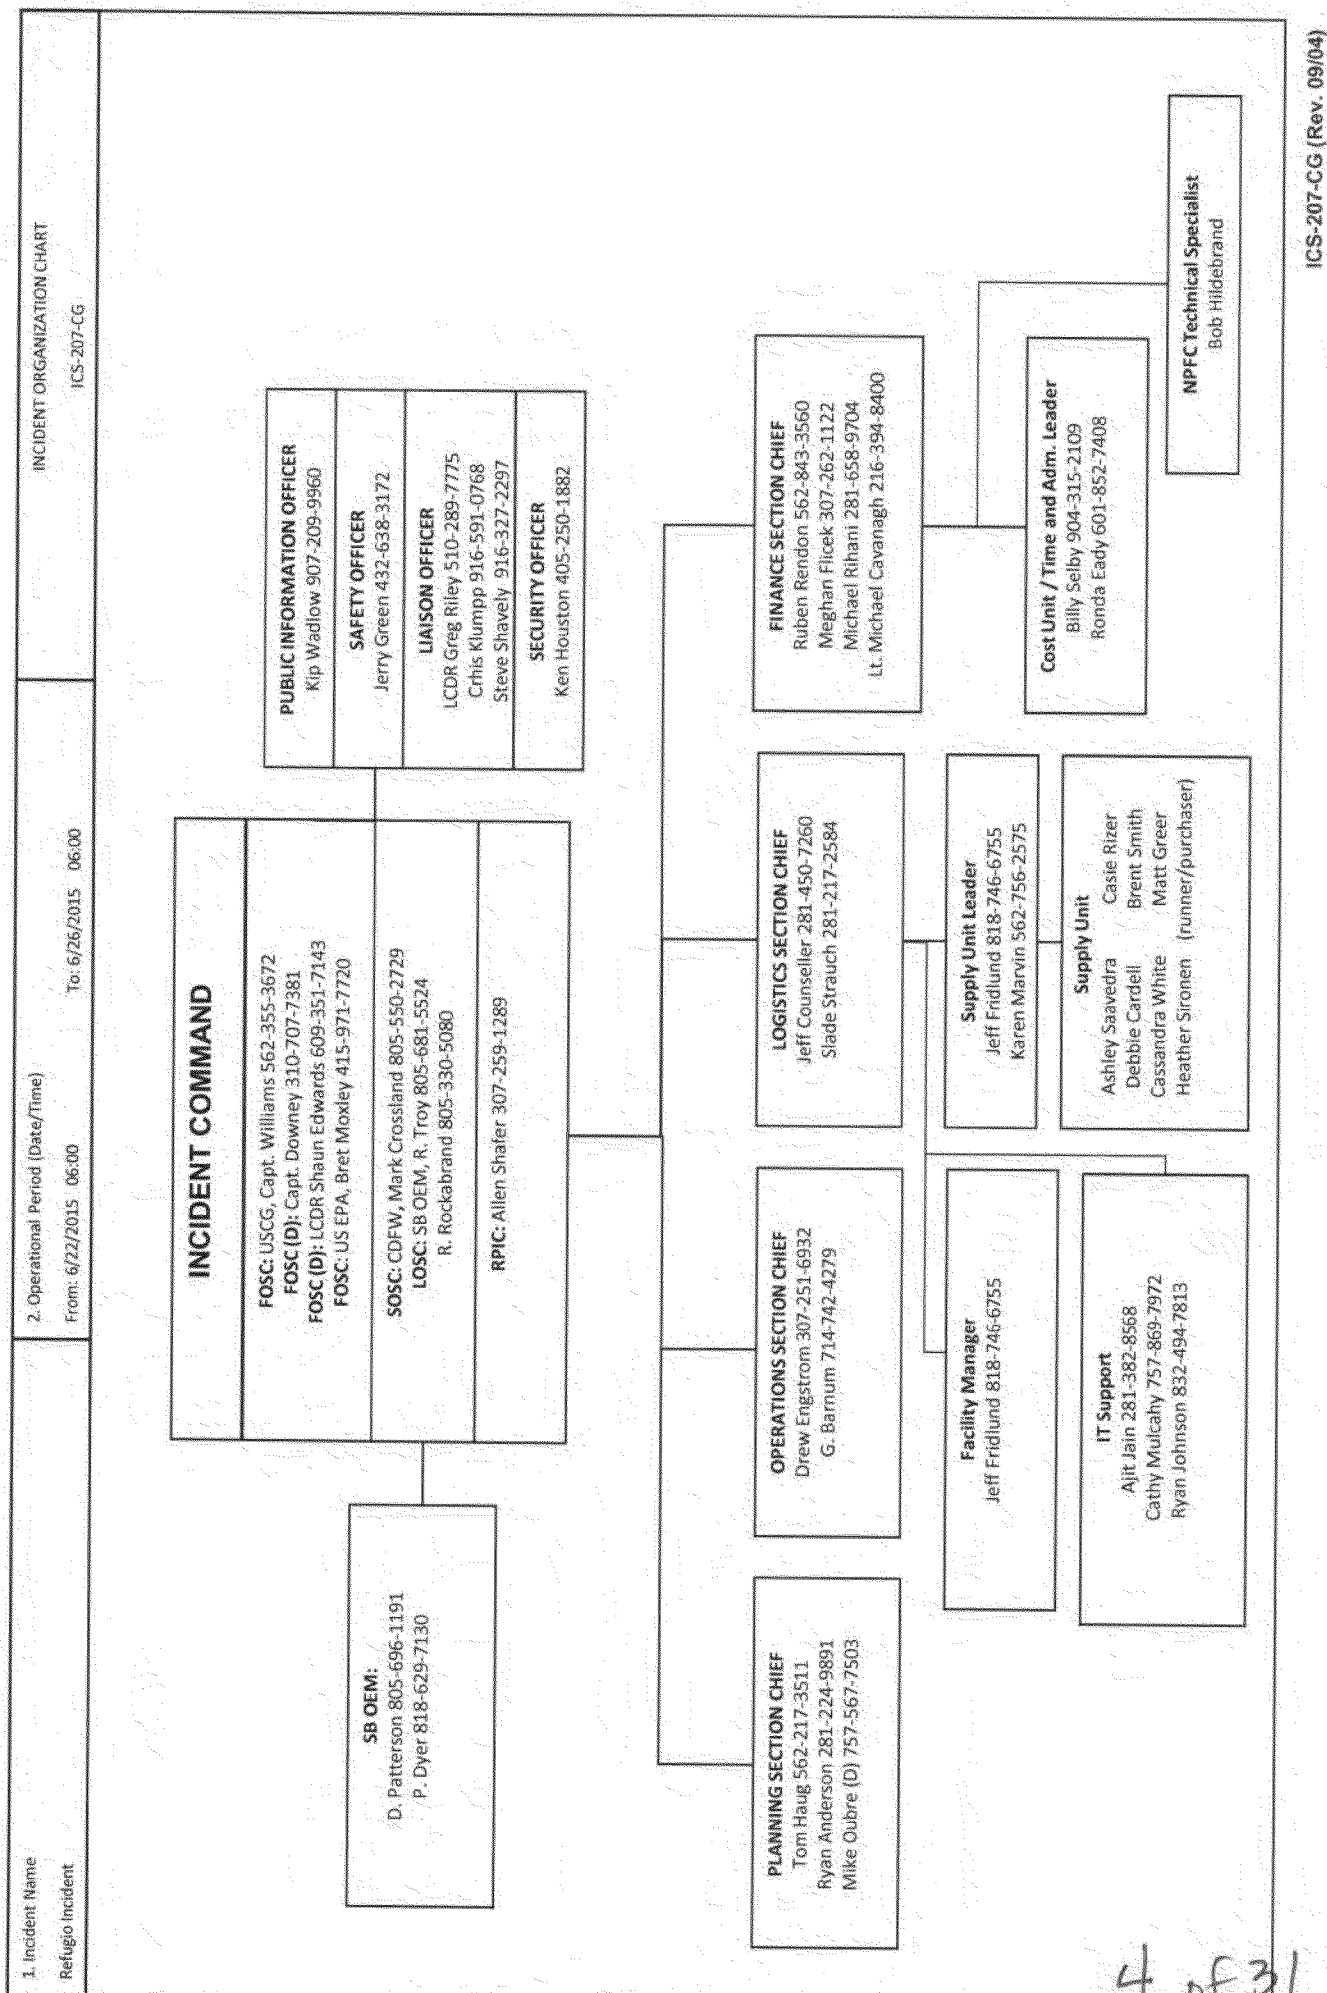 1. Incident Name
Refugio Incident
2. Operational Period (Date/Time)
From: 6/22/2015 06:00 To: 6/26/2015 06:00
INCIDENT ORGANIZATION CHART
ICS-207-CG
INCIDENT COMMAND
FOSC: USCG, Capt. Williams 562-355-3672
FOSC (D): Capt. Downey 310-707-7381
FOSC (D): LCDR Shaun Edwards 609-351-7143
FOSC: US EPA, Bret Moxley 415-971-7720
SOSC: CDFW, Mark Crossland 805-550-2729
LOSC: SB OEM, R. Troy 805-681-5524
R. Rockabrand 805-330-5080
RPIC: Allen Shafer 307-259-1289
SB OEM:
D. Patterson 805-696-1191
P. Dyer 818-629-7130
PUBLIC INFORMATION OFFICER
Kip Wadlow 907-209-9960
SAFETY OFFICER
Jerry Green 432-638-3172
LIAISON OFFICER
LCDR Greg Riley 510-289-7775
Crhis Klumpp 916-591-0768
Steve Shavely 916-327-2297
SECURITY OFFICER
Ken Houston 405-250-1882
PLANNING SECTION CHIEF
Tom Haug 562-217-3511
Ryan Anderson 281-224-9891
Mike Oubre (D) 757-567-7503
OPERATIONS SECTION CHIEF
Drew Engstrom 307-251-6932
G. Barnum 714-742-4279
LOGISTICS SECTION CHIEF
Jeff Counseller 281-450-7260
Slade Strauch 281-217-2584
FINANCE SECTION CHIEF
Ruben Rendon 562-843-3560
Meghan Flicek 307-262-1122
Michael Rihani 281-658-9704
Lt. Michael Cavanagh 216-394-8400
Facility Manager
Jeff Fridlund 818-746-6755
Supply Unit Leader
Jeff Fridlund 818-746-6755
Karen Marvin 562-756-2575
Cost Unit / Time and Adm. Leader
Billy Selby 904-315-2109
Ronda Eady 601-852-7408
IT Support
Ajit Jain 281-382-8568
Cathy Mulcahy 757-869-7972
Ryan Johnson 832-494-7813
Supply Unit
Ashley Saavedra Casie Rizer
Debbie Cardell Brent Smith
Cassandra White Matt Greer
Heather Sironen (runner/purchaser)
NPFC Technical Specialist
Bob Hildebrand
ICS-207-CG (Rev. 09/04)
4 of 31